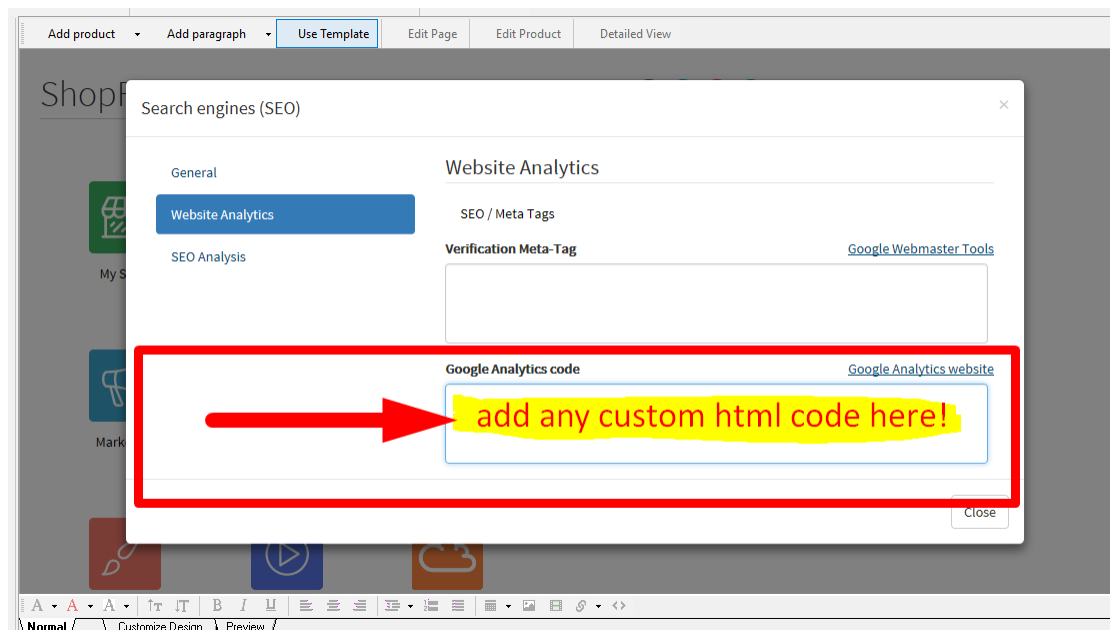 Add product Add paragraph Use Template Edit Page Edit Product Detailed View
Search engines (SEO) ×
General
Website Analytics
SEO Analysis
Website Analytics
SEO / Meta Tags
Verification Meta-Tag Google Webmaster Tools
Google Analytics code Google Analytics website
add any custom html code here!
Close
My S
Mark
A A A T T B I U
Normal Customize Design Preview